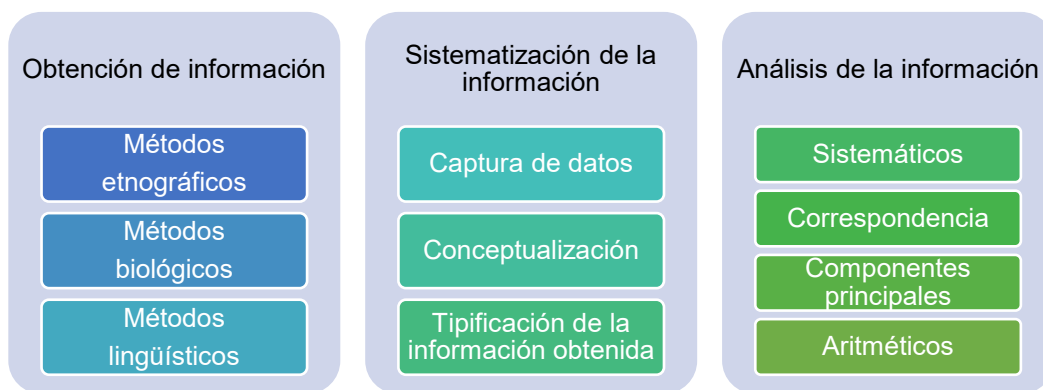 Obtención de información
Métodos
etnográficos
Métodos
biológicos
Métodos
lingüísticos
Sistematización de la
información
Captura de datos
Conceptualización
Tipificación de la
información obtenida
Análisis de la información
Sistemáticos
Correspondencia
Componentes
principales
Aritméticos